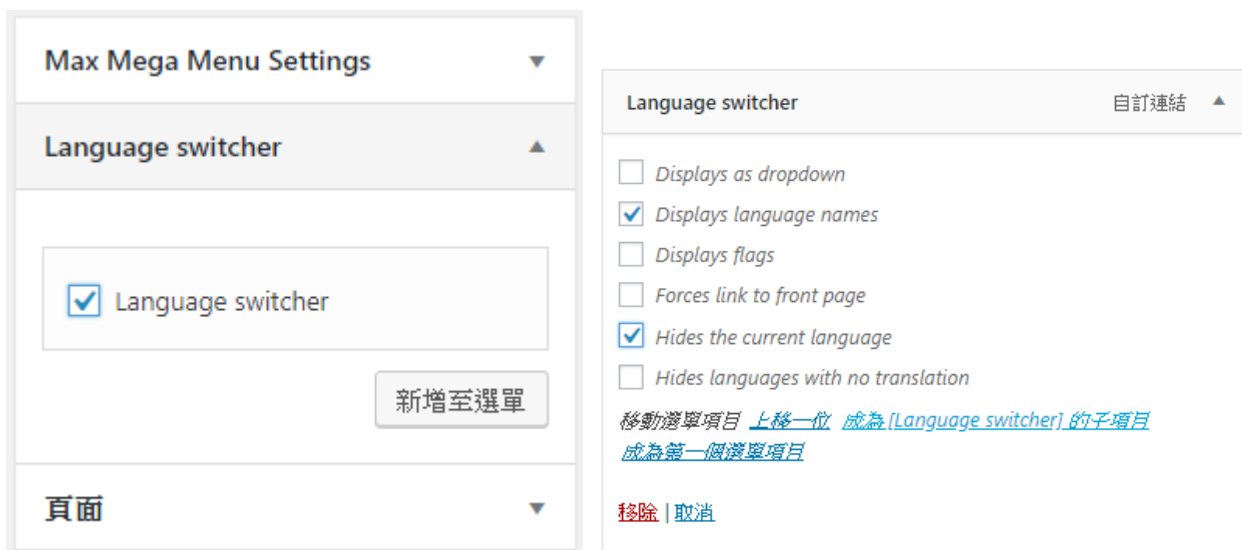 Max Mega Menu Settings
Language switcher
Language switcher
新增至選單
頁面
Language switcher 自訂連結
Displays as dropdown
Displays language names
Displays flags
Forces link to front page
Hides the current language
Hides languages with no translation
移動選單項目 上移一位 成為 [Language switcher] 的子項目
成為第一個選單項目
移除 | 取消